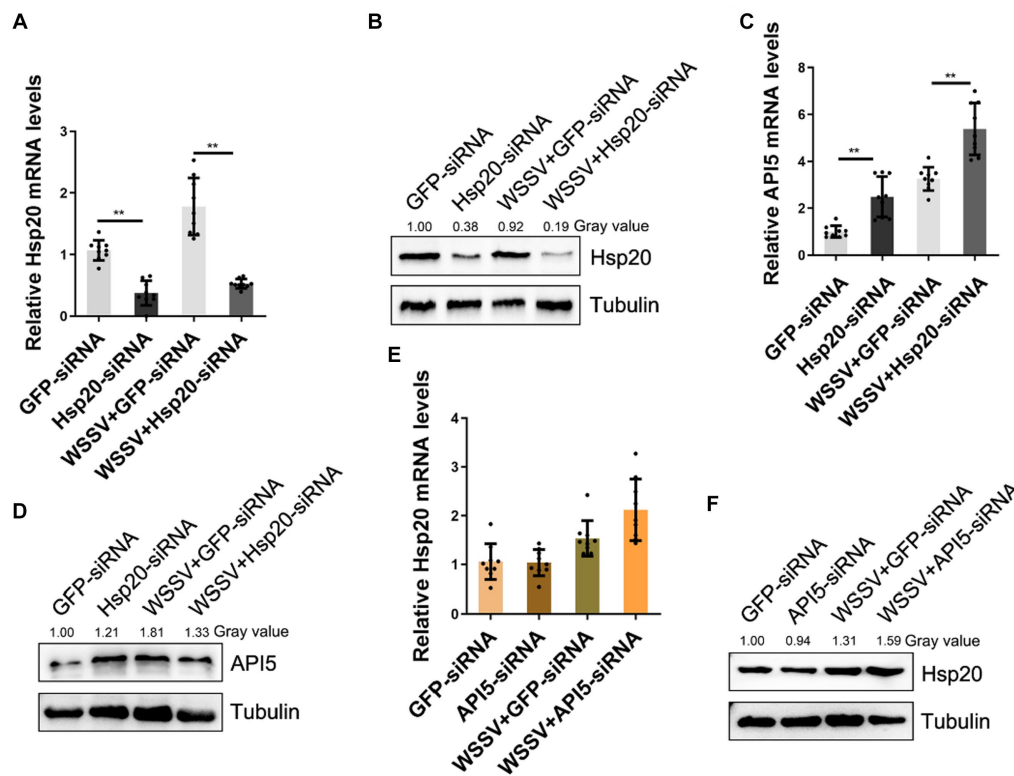 A
Relative Hsp20 mRNA levels
3
2
1
0
**
**
GFP-siRNA
Hsp20-siRNA
WSSV+GFP-siRNA
WSSV+Hsp20-siRNA
B
GFP-siRNA
Hsp20-siRNA
WSSV+GFP-siRNA
WSSV+Hsp20-siRNA
1.00 0.38 0.92 0.19 Gray value
Hsp20
Tubulin
C
Relative API5 mRNA levels
8
6
4
2
0
**
**
GFP-siRNA
Hsp20-siRNA
WSSV+GFP-siRNA
WSSV+Hsp20-siRNA
D
GFP-siRNA
Hsp20-siRNA
WSSV+GFP-siRNA
WSSV+Hsp20-siRNA
1.00 1.21 1.81 1.33 Gray value
API5
Tubulin
E
Relative Hsp20 mRNA levels
4
3
2
1
0
GFP-siRNA
API5-siRNA
WSSV+GFP-siRNA
WSSV+API5-siRNA
F
GFP-siRNA
API5-siRNA
WSSV+GFP-siRNA
WSSV+API5-siRNA
1.00 0.94 1.31 1.59 Gray value
Hsp20
Tubulin